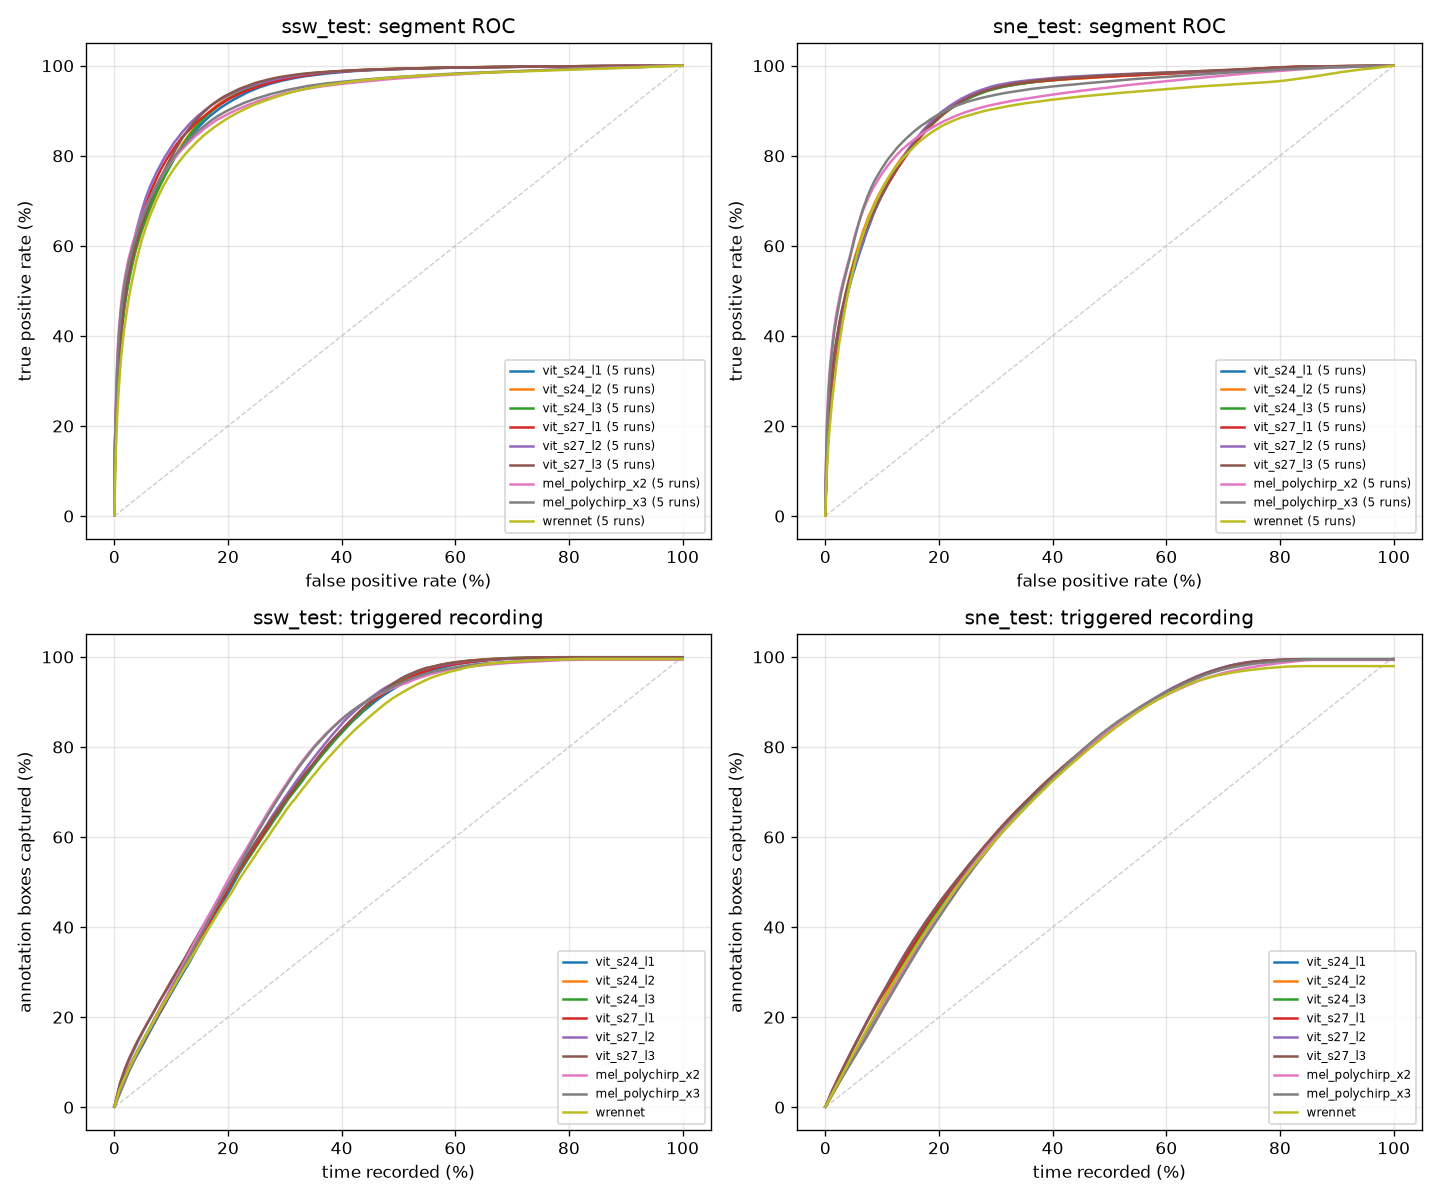 ssw_test: segment ROC
true positive rate (%)
100
80
60
40
20
0
vit_s24_l1 (5 runs)
vit_s24_l2 (5 runs)
vit_s24_l3 (5 runs)
vit_s27_l1 (5 runs)
vit_s27_l2 (5 runs)
vit_s27_l3 (5 runs)
mel_polychirp_x2 (5 runs)
mel_polychirp_x3 (5 runs)
wrennet (5 runs)
0 20 40 60 80 100
false positive rate (%)
sne_test: segment ROC
true positive rate (%)
100
80
60
40
20
0
vit_s24_l1 (5 runs)
vit_s24_l2 (5 runs)
vit_s24_l3 (5 runs)
vit_s27_l1 (5 runs)
vit_s27_l2 (5 runs)
vit_s27_l3 (5 runs)
mel_polychirp_x2 (5 runs)
mel_polychirp_x3 (5 runs)
wrennet (5 runs)
0 20 40 60 80 100
false positive rate (%)
ssw_test: triggered recording
annotation boxes captured (%)
100
80
60
40
20
0
vit_s24_l1
vit_s24_l2
vit_s24_l3
vit_s27_l1
vit_s27_l2
vit_s27_l3
mel_polychirp_x2
mel_polychirp_x3
wrennet
0 20 40 60 80 100
time recorded (%)
sne_test: triggered recording
annotation boxes captured (%)
100
80
60
40
20
0
vit_s24_l1
vit_s24_l2
vit_s24_l3
vit_s27_l1
vit_s27_l2
vit_s27_l3
mel_polychirp_x2
mel_polychirp_x3
wrennet
0 20 40 60 80 100
time recorded (%)